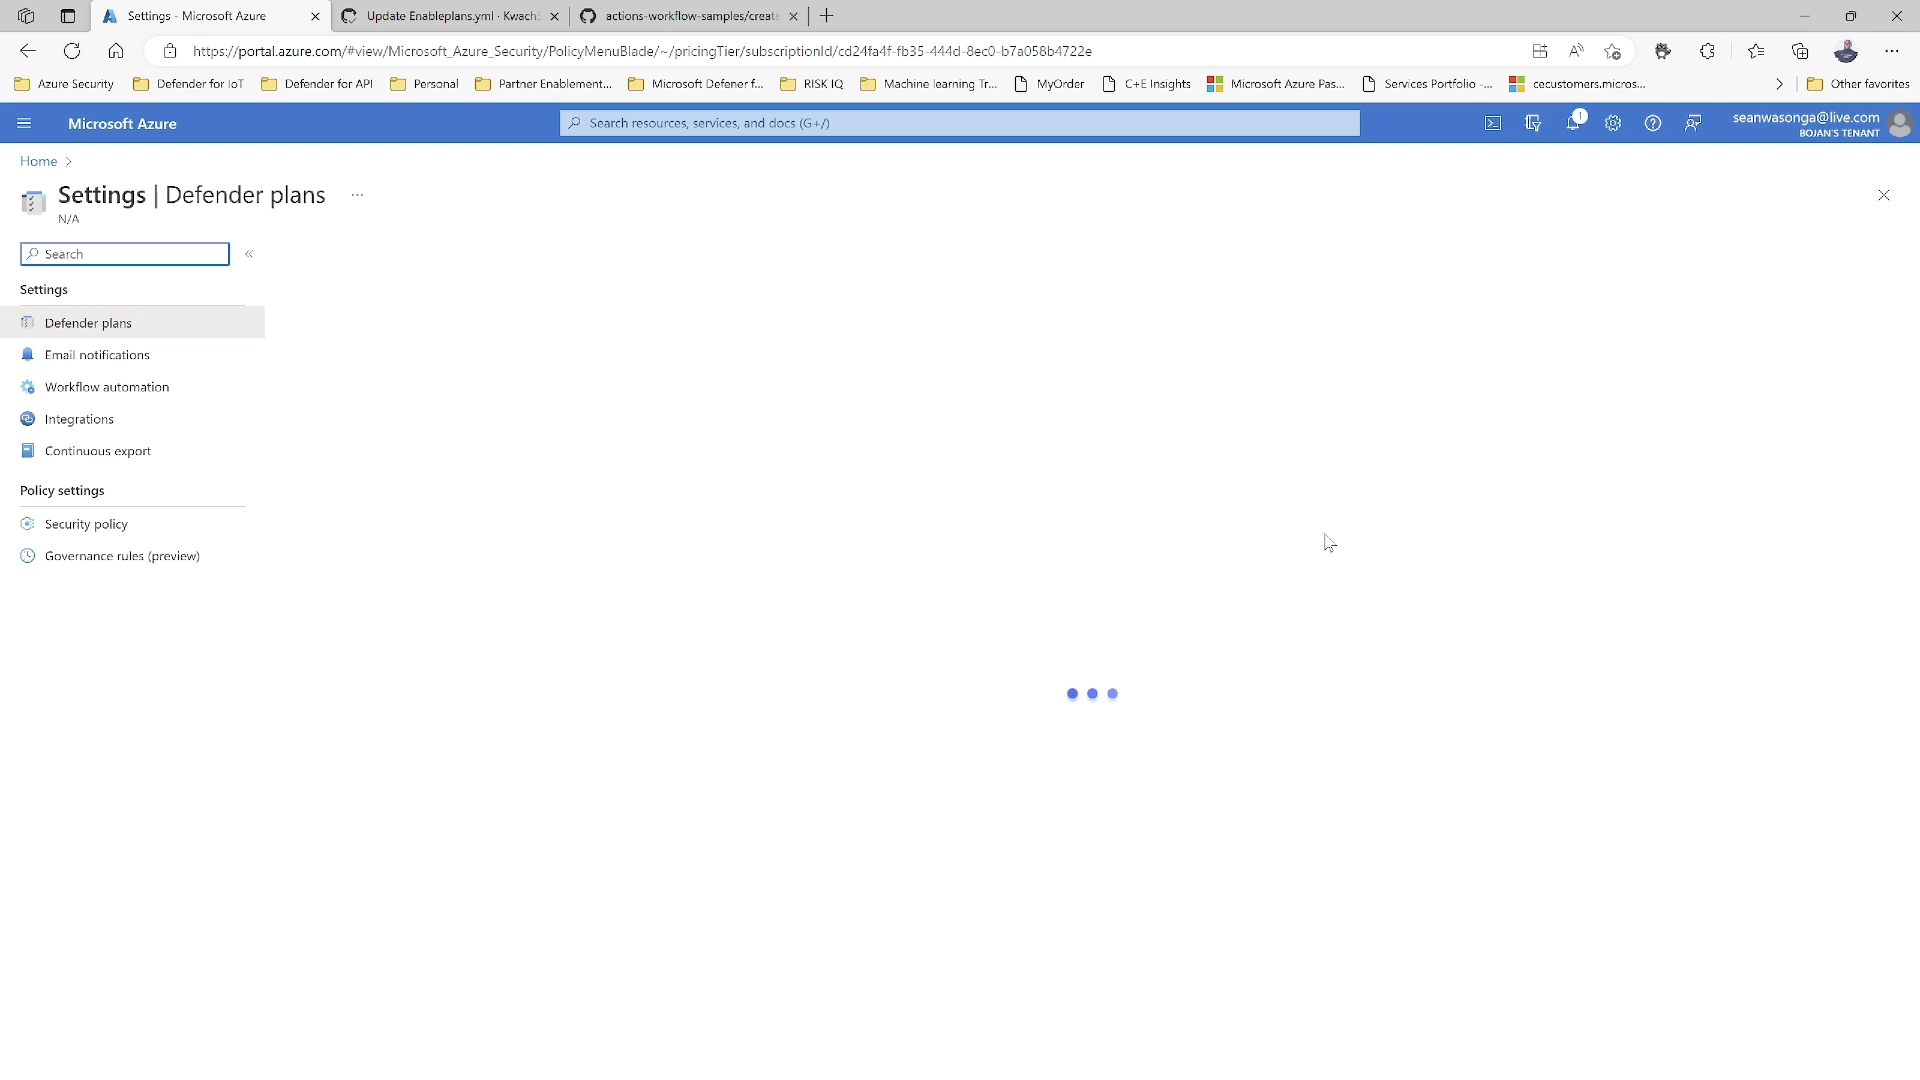 Settings - Microsoft Azure
Update Enableplans.yml · KwachS
actions-workflow-samples/create
https://portal.azure.com/#view/Microsoft_Azure_Security/PolicyMenuBlade/~/pricingTier/subscriptionId/cd24fa4f-fb35-444d-8ec0-b7a058b4722e
Azure Security
Defender for IoT
Defender for API
Personal
Partner Enablement...
Microsoft Defener f...
RISK IQ
Machine learning Tr...
MyOrder
C+E Insights
Microsoft Azure Pas...
Services Portfolio -...
cecustomers.micros...
Other favorites
Microsoft Azure
Search resources, services, and docs (G+/)
1
seanwasonga@live.com
BOJAN'S TENANT
Home
Settings | Defender plans
...
N/A
Search
«
Settings
Defender plans
Email notifications
Workflow automation
Integrations
Continuous export
Policy settings
Security policy
Governance rules (preview)